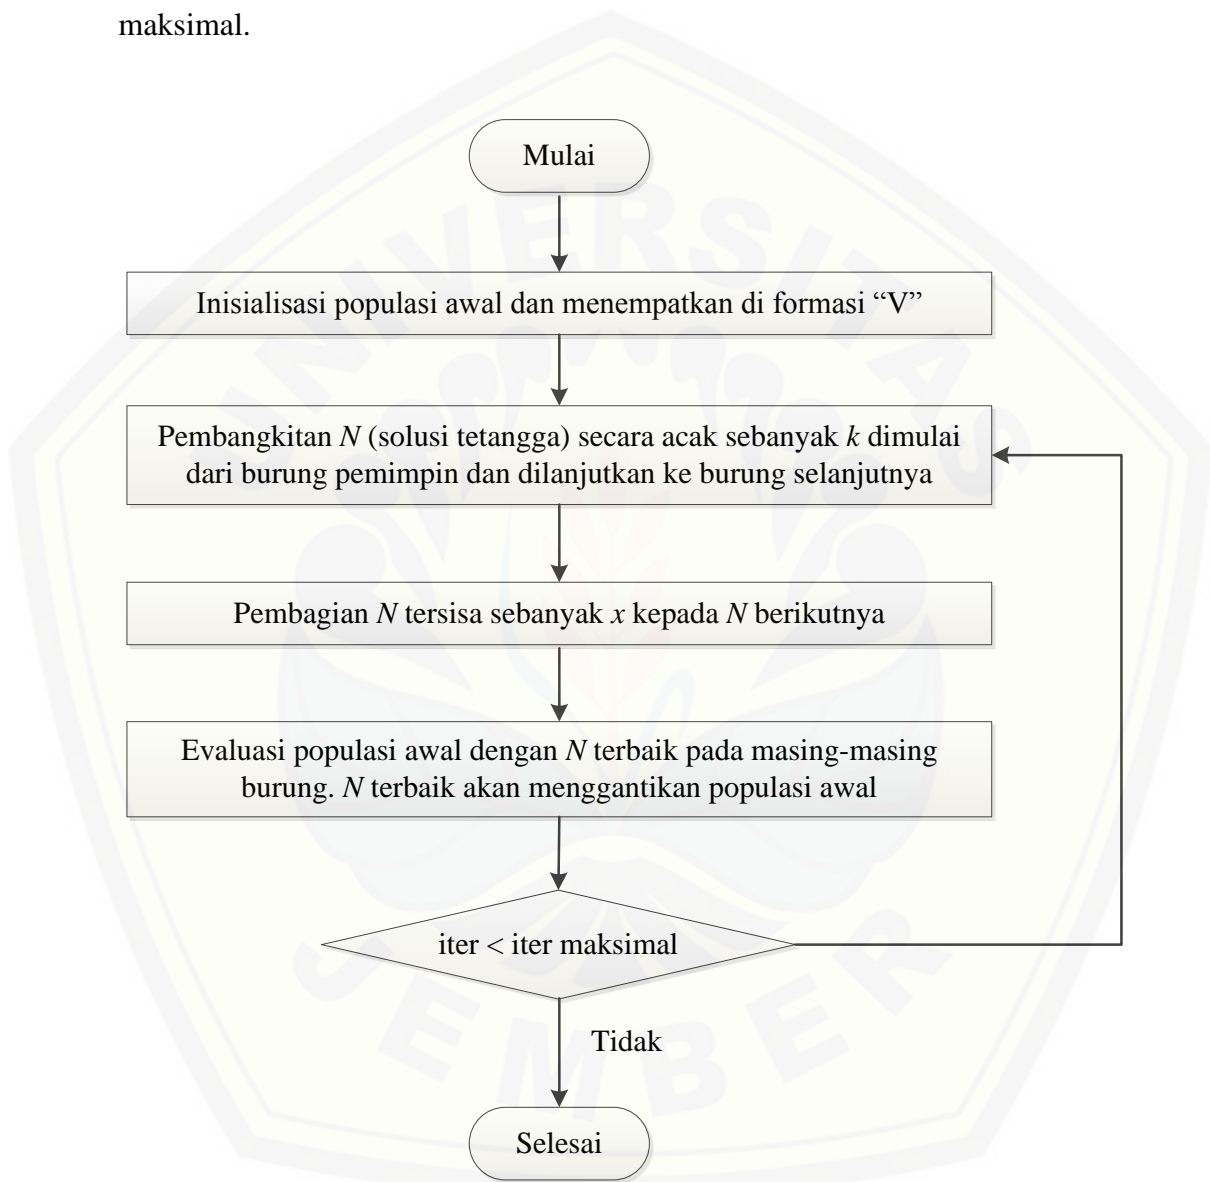 maksimal.
Mulai
Inisialisasi populasi awal dan menempatkan di formasi “V”
Pembangkitan N (solusi tetangga) secara acak sebanyak k dimulai
dari burung pemimpin dan dilanjutkan ke burung selanjutnya
Pembagian N tersisa sebanyak x kepada N berikutnya
Evaluasi populasi awal dengan N terbaik pada masing-masing
burung. N terbaik akan menggantikan populasi awal
iter < iter maksimal
Tidak
Selesai
UNIVERSITAS
JEMBER